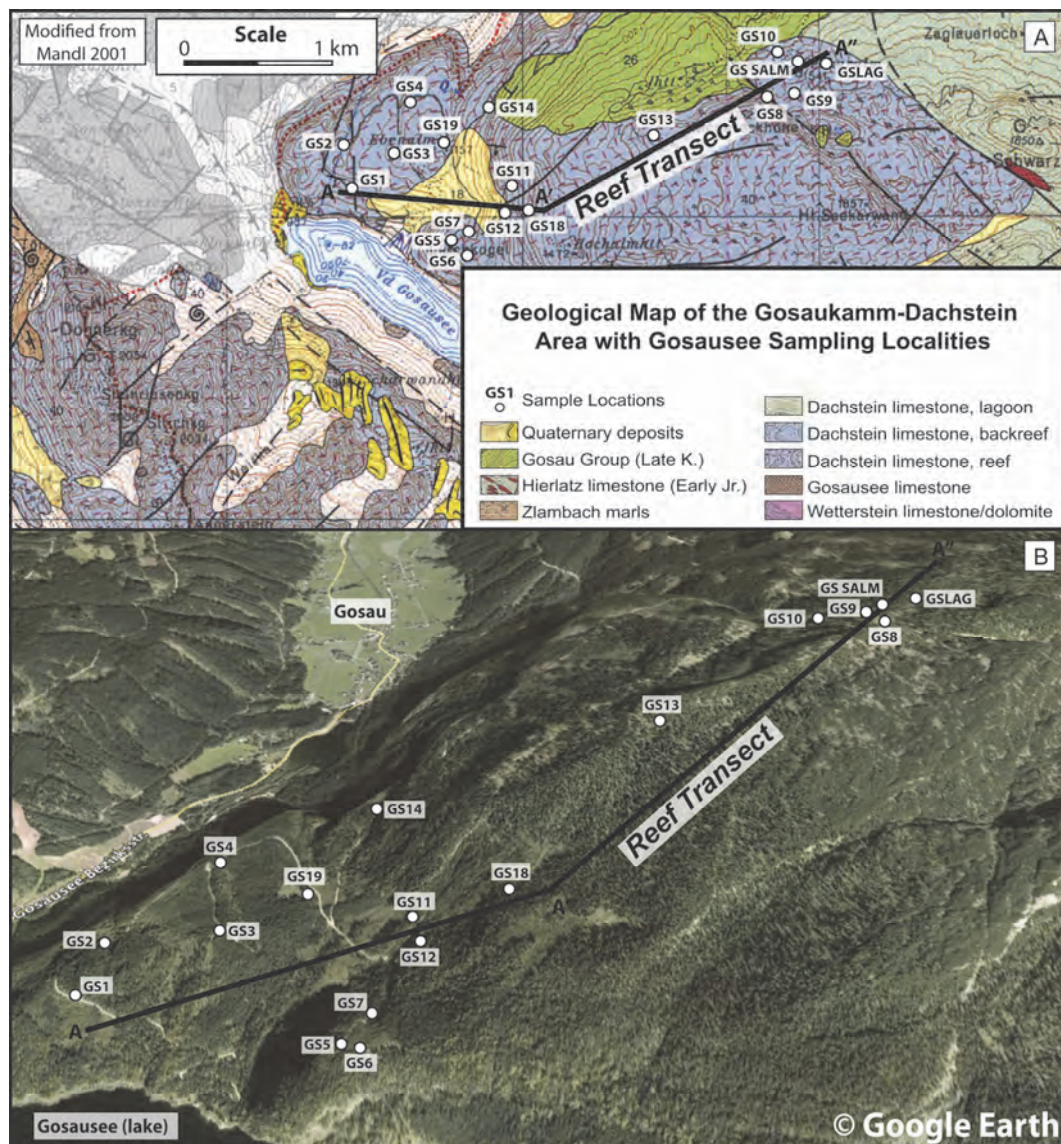 Modified from
Mandl 2001
Scale
0 1 km
A
Zaglauerloch
GS10
A"
GS SALM
GSLAG
26
GS4
GS14
GS8
GS9
GS13
GS19
GS2
GS3
GS11
GS1
A
18
A'
Reef Transect
40
GS7
GS12
GS18
GS5
GS6
Vd. Gosausee
40
Geological Map of the Gosaukamm-Dachstein
Area with Gosausee Sampling Localities
GS1
Sample Locations
Quaternary deposits
Gosau Group (Late K.)
Hierlatz limestone (Early Jr.)
Zlambach marls
Dachstein limestone, lagoon
Dachstein limestone, backreef
Dachstein limestone, reef
Gosausee limestone
Wetterstein limestone/dolomite
B
A"
Gosau
GS SALM
GS10
GS9
GSLAG
GS8
GS13
Reef Transect
GS14
GS4
GS19
GS18
A'
GS11
GS3
GS2
GS12
GS1
A
GS7
GS5
GS6
Gosausee (lake)
© Google Earth